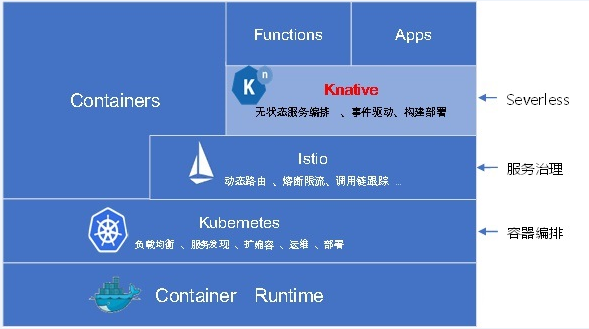 Functions
Apps
Containers
n
Knative
无状态服务编排 、事件驱动、构建部署
Severless
Istio
动态路由 、熔断限流、调用链跟踪 ...
服务治理
Kubemetes
负载均衡 、服务发现 、扩缩容 、运维 、部署
容器编排
Container Runtime